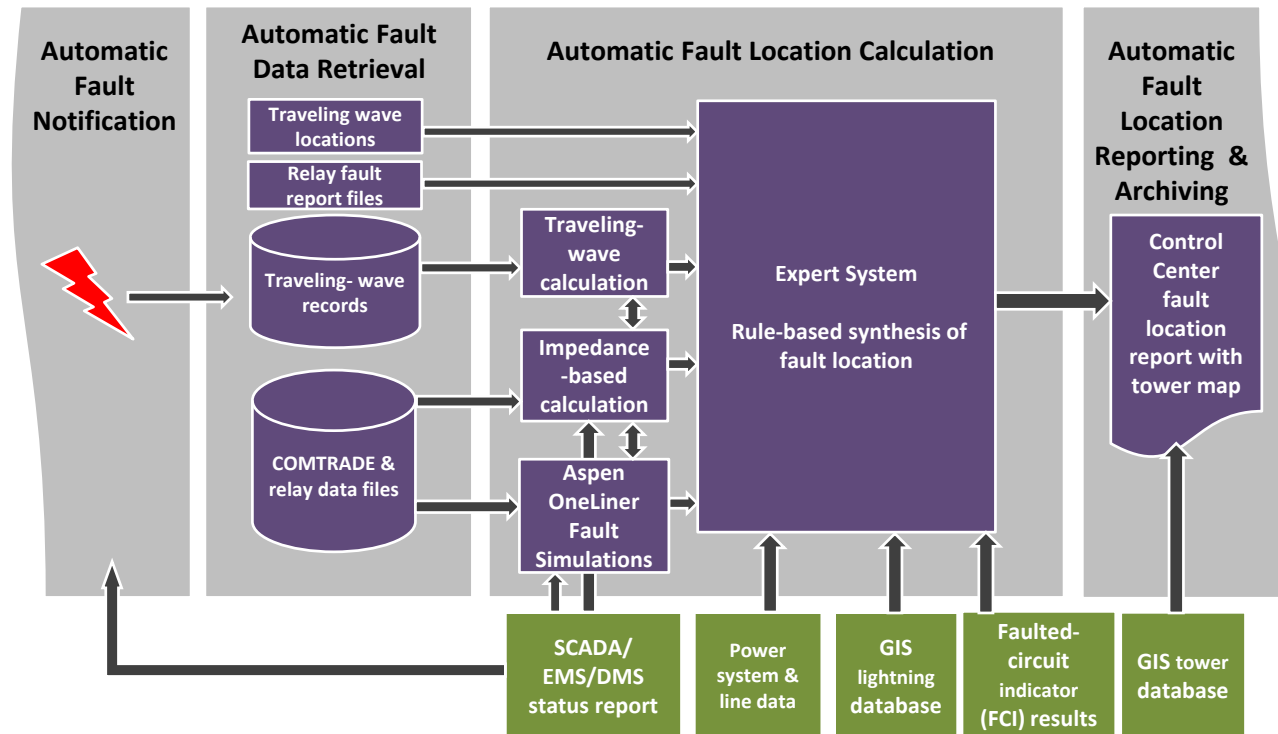 Automatic
Fault
Notification
Automatic Fault
Data Retrieval
Traveling wave
locations
Relay fault
report files
Traveling- wave
records
COMTRADE &
relay data files
Automatic Fault Location Calculation
Traveling-
wave
calculation
Impedance
-based
calculation
Aspen
OneLiner
Fault
Simulations
Expert System
Rule-based synthesis of
fault location
Automatic
Fault
Location
Reporting &
Archiving
Control
Center
fault
location
report with
tower map
SCADA/
EMS/DMS
status report
Power
system &
line data
GIS
lightning
database
Faulted-
circuit
indicator
(FCI) results
GIS tower
database